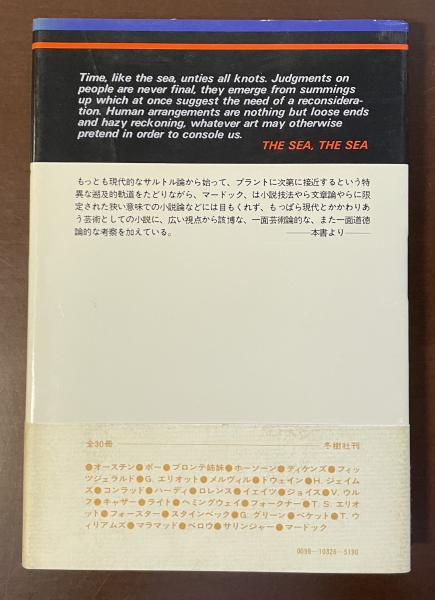 Time, like the sea, unties all knots. Judgments on
people are never final, they emerge from summings
up which at once suggest the need of a reconsidera-
tion. Human arrangements are nothing but loose ends
and hazy reckoning, whatever art may otherwise
pretend in order to console us.
THE SEA, THE SEA
もっとも現代的なサルトル論から始って、プラントに次第に接近するという特
異な遡及的軌道をたどりながら、マードック、は小説技法やら文章論やらに限
定された狭い意味での小説論などには目もくれず、もっぱら現代とかかわりあ
う芸術としての小説に、広い視点から該博な、一面芸術論的な、また一面道徳
論的な考察を加えている。 ——本書より——
全30冊 冬樹社刊
●オースチン●ポー●ブロンテ姉妹●ホーソーン●ディケンズ●フィッ
ツジェラルド●G. エリオット●メルヴィル●トウェイン●H. ジェイム
ズ●コンラッド●ハーディ●ロレンス●イェイツ●ジョイス●V. ウル
フ●キャザー●ライト●ヘミングウェイ●フォークナー●T. S. エリオ
ット●フォースター●スタインベック●G. グリーン●ベケット●T. ウ
ィリアムズ●マラマッド●ベロウ●サリンジャー●マードック
0098—10326—5190